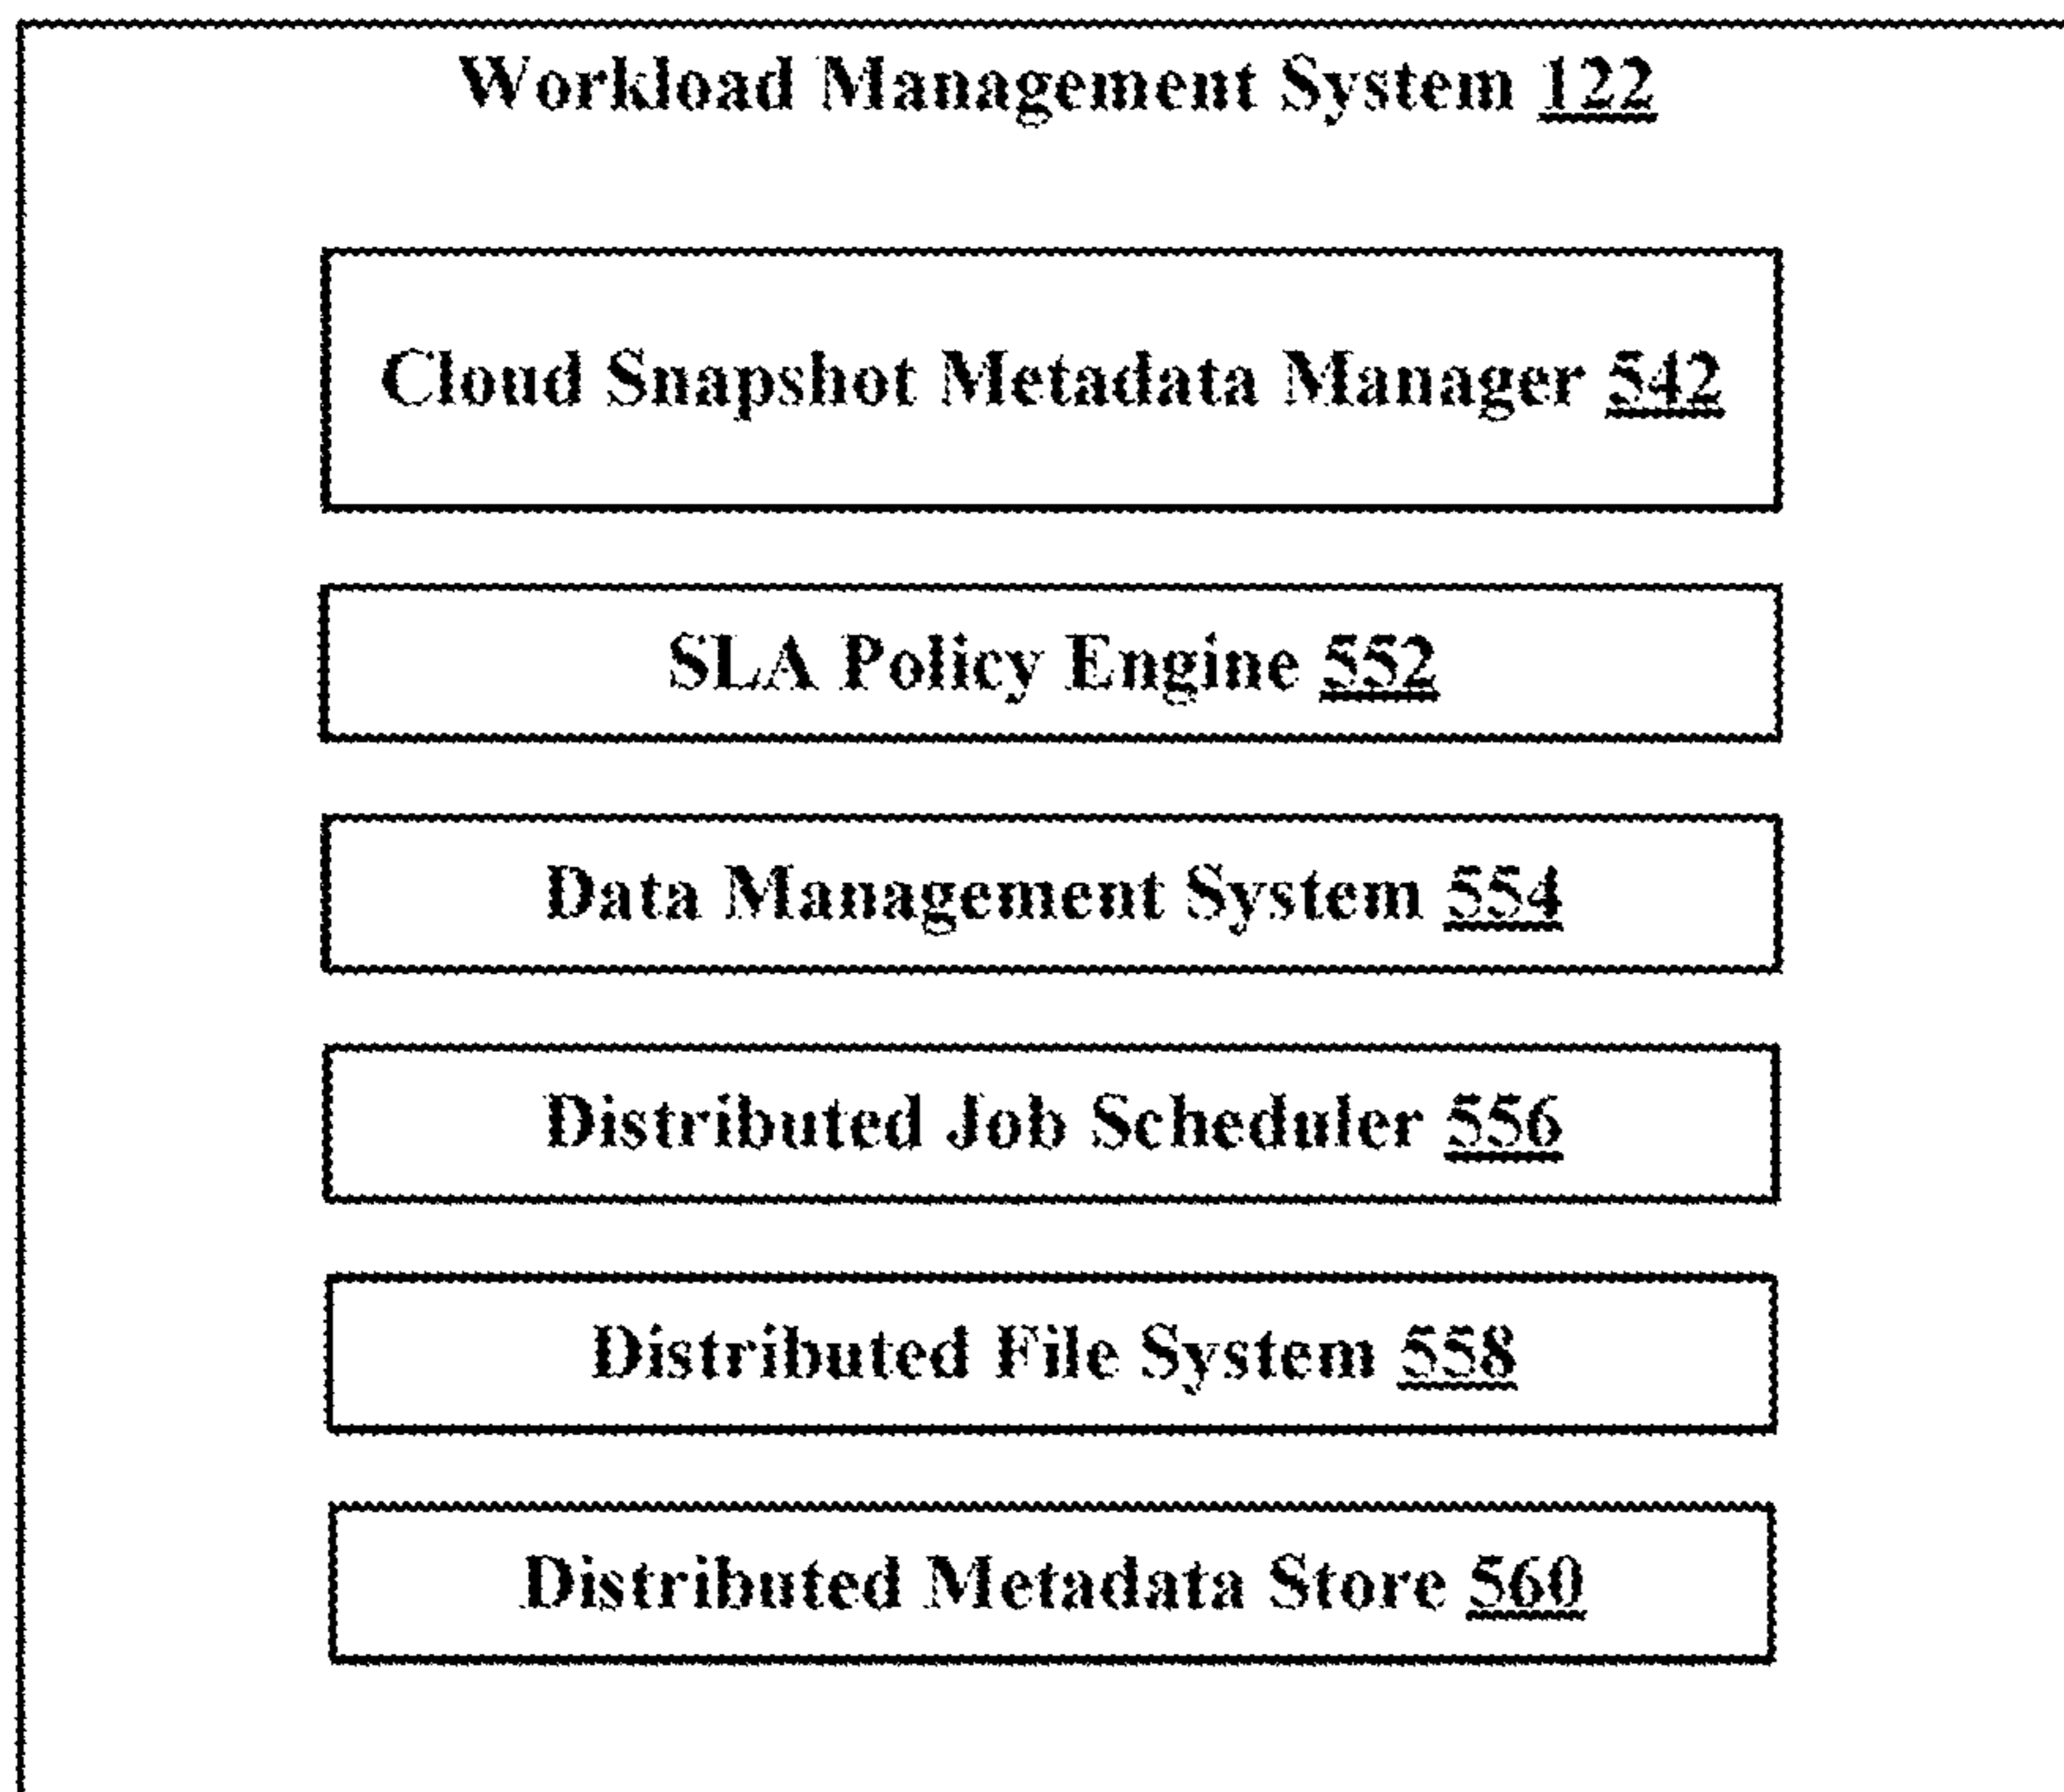 Workload Management System 122
Cloud Snapshot Metadata Manager 542
SLA Policy Engine 552
Data Management System 554
Distributed Job Scheduler 556
Distributed File System 558
Distributed Metadata Store 560